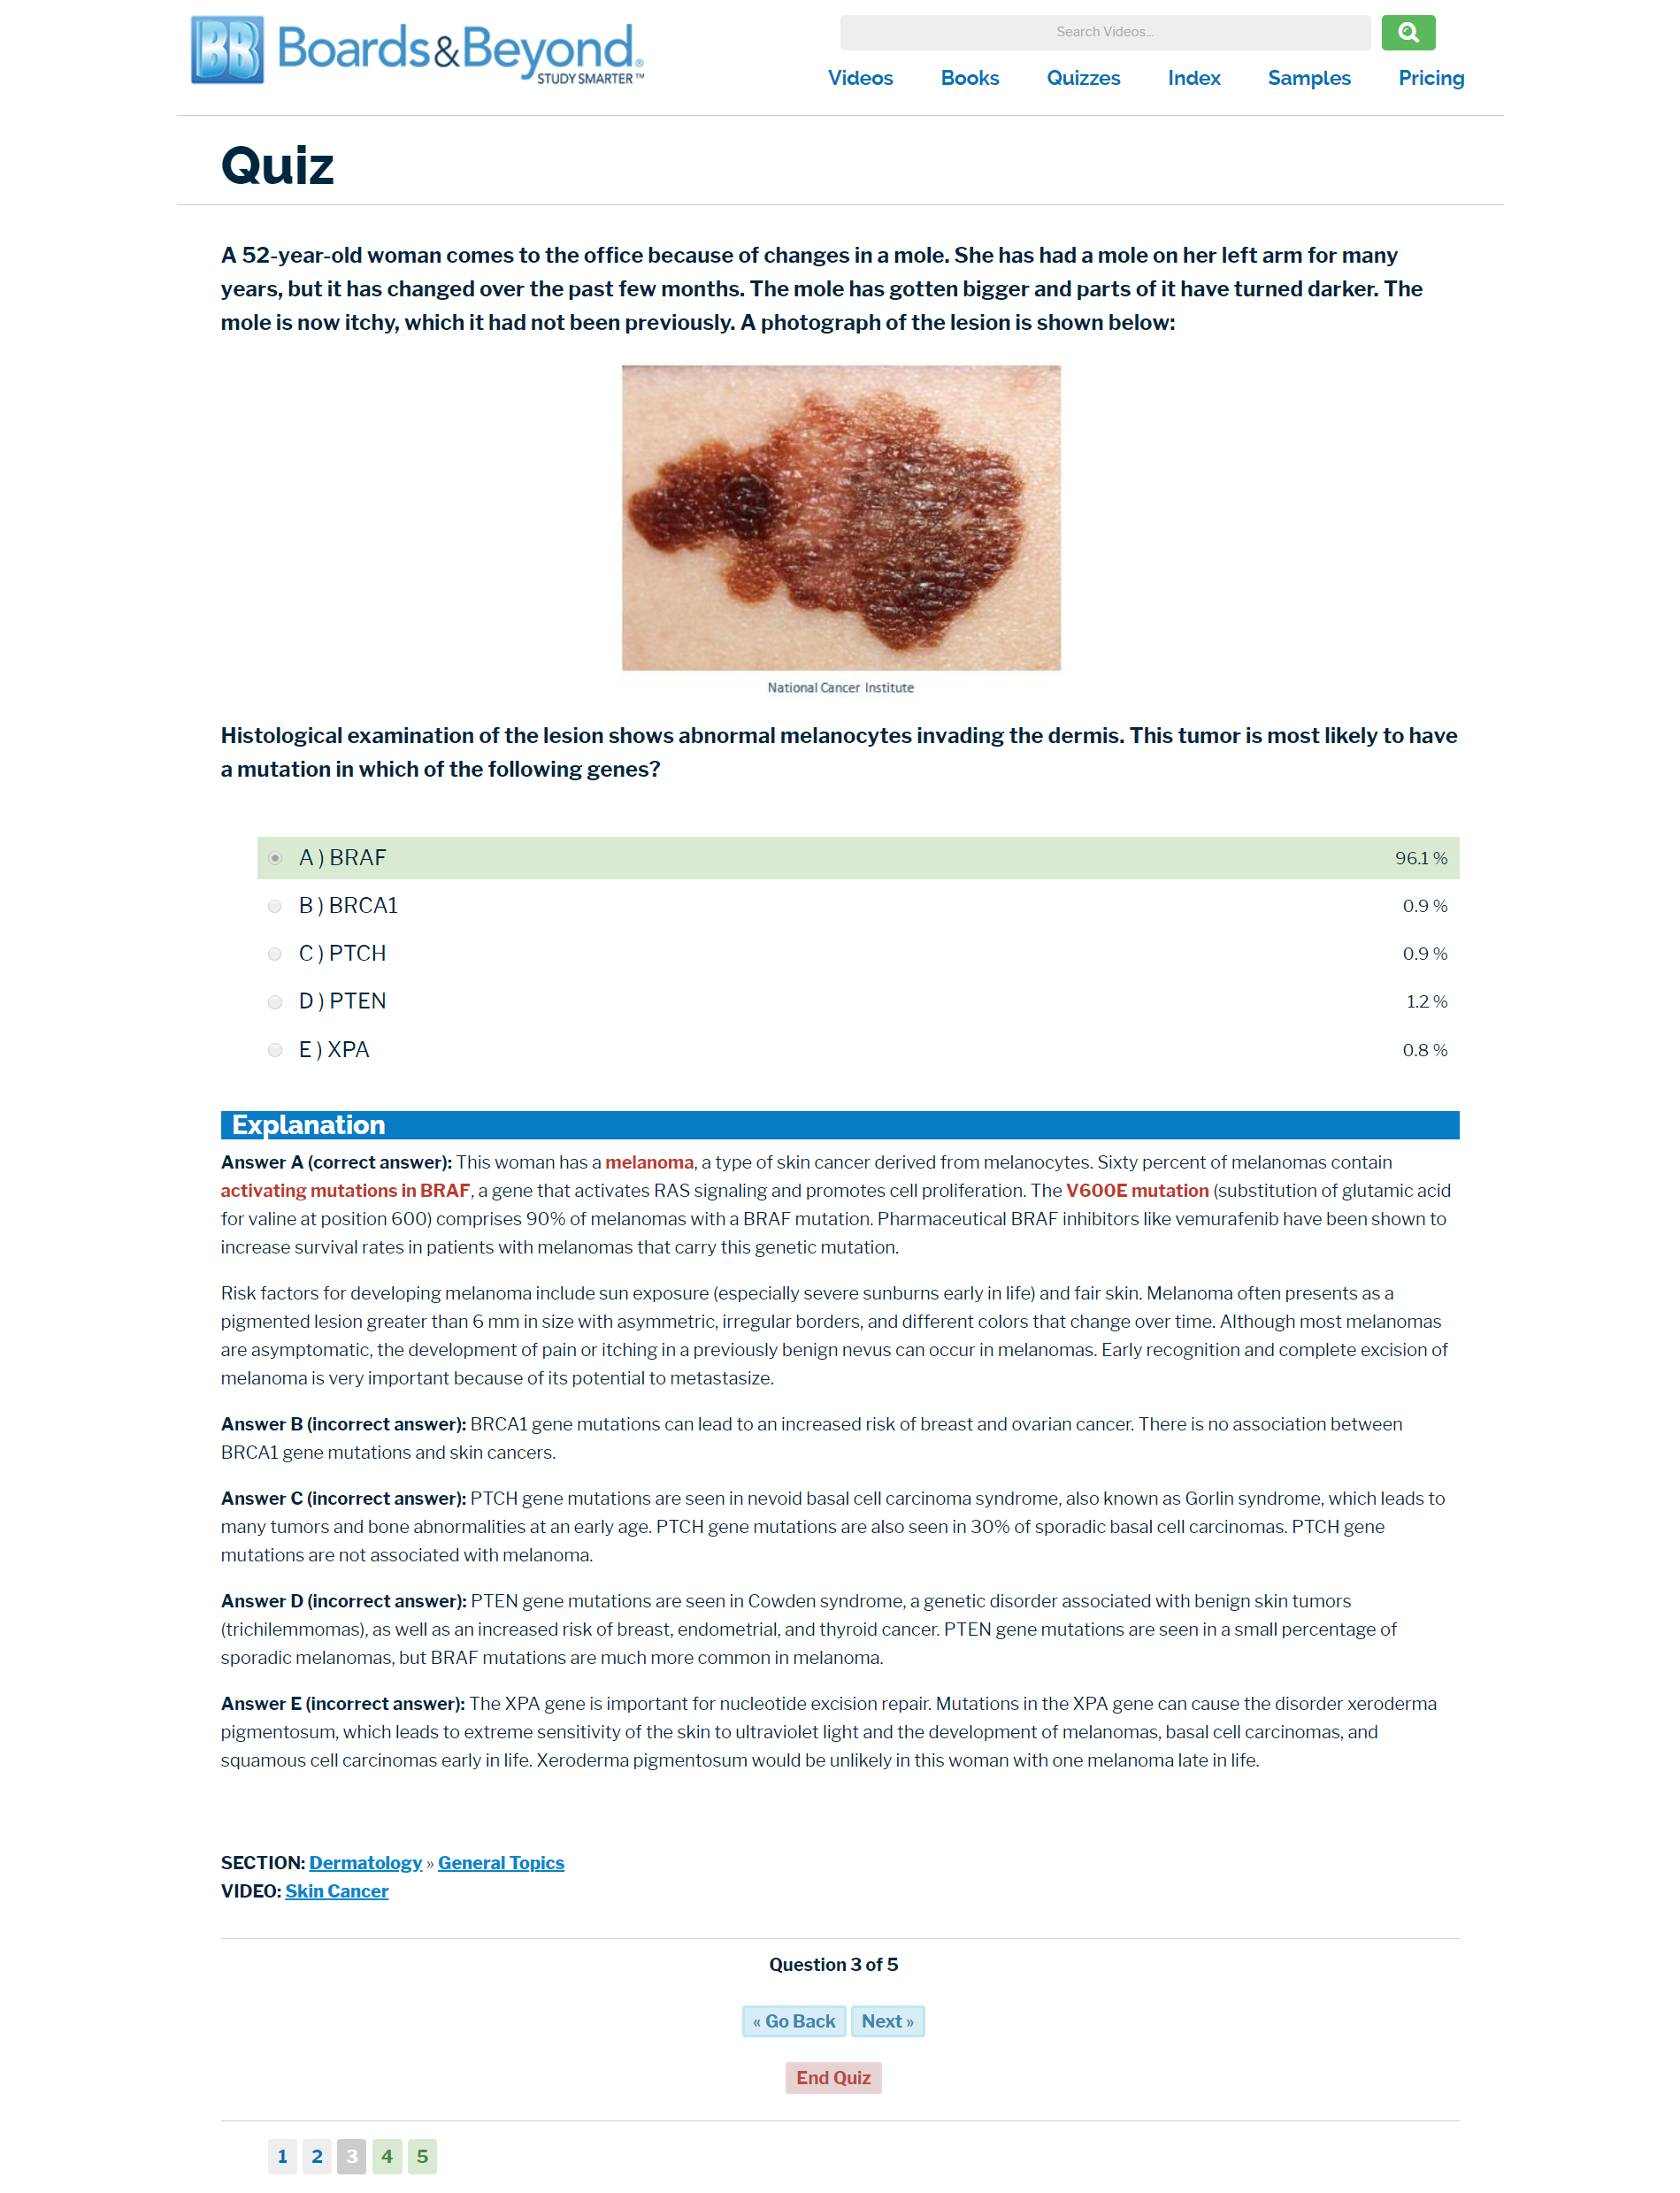 BB Boards&Beyond®
STUDY SMARTER™
Search Videos...
Videos Books Quizzes Index Samples Pricing
Quiz
A 52-year-old woman comes to the office because of changes in a mole. She has had a mole on her left arm for many
years, but it has changed over the past few months. The mole has gotten bigger and parts of it have turned darker. The
mole is now itchy, which it had not been previously. A photograph of the lesion is shown below:
National Cancer Institute
Histological examination of the lesion shows abnormal melanocytes invading the dermis. This tumor is most likely to have
a mutation in which of the following genes?
A ) BRAF 96.1 %
B ) BRCA1 0.9 %
C ) PTCH 0.9 %
D ) PTEN 1.2 %
E ) XPA 0.8 %
Explanation
Answer A (correct answer): This woman has a melanoma, a type of skin cancer derived from melanocytes. Sixty percent of melanomas contain
activating mutations in BRAF, a gene that activates RAS signaling and promotes cell proliferation. The V600E mutation (substitution of glutamic acid
for valine at position 600) comprises 90% of melanomas with a BRAF mutation. Pharmaceutical BRAF inhibitors like vemurafenib have been shown to
increase survival rates in patients with melanomas that carry this genetic mutation.
Risk factors for developing melanoma include sun exposure (especially severe sunburns early in life) and fair skin. Melanoma often presents as a
pigmented lesion greater than 6 mm in size with asymmetric, irregular borders, and different colors that change over time. Although most melanomas
are asymptomatic, the development of pain or itching in a previously benign nevus can occur in melanomas. Early recognition and complete excision of
melanoma is very important because of its potential to metastasize.
Answer B (incorrect answer): BRCA1 gene mutations can lead to an increased risk of breast and ovarian cancer. There is no association between
BRCA1 gene mutations and skin cancers.
Answer C (incorrect answer): PTCH gene mutations are seen in nevoid basal cell carcinoma syndrome, also known as Gorlin syndrome, which leads to
many tumors and bone abnormalities at an early age. PTCH gene mutations are also seen in 30% of sporadic basal cell carcinomas. PTCH gene
mutations are not associated with melanoma.
Answer D (incorrect answer): PTEN gene mutations are seen in Cowden syndrome, a genetic disorder associated with benign skin tumors
(trichilemmomas), as well as an increased risk of breast, endometrial, and thyroid cancer. PTEN gene mutations are seen in a small percentage of
sporadic melanomas, but BRAF mutations are much more common in melanoma.
Answer E (incorrect answer): The XPA gene is important for nucleotide excision repair. Mutations in the XPA gene can cause the disorder xeroderma
pigmentosum, which leads to extreme sensitivity of the skin to ultraviolet light and the development of melanomas, basal cell carcinomas, and
squamous cell carcinomas early in life. Xeroderma pigmentosum would be unlikely in this woman with one melanoma late in life.
SECTION: Dermatology » General Topics
VIDEO: Skin Cancer
Question 3 of 5
« Go Back Next »
End Quiz
1 2 3 4 5